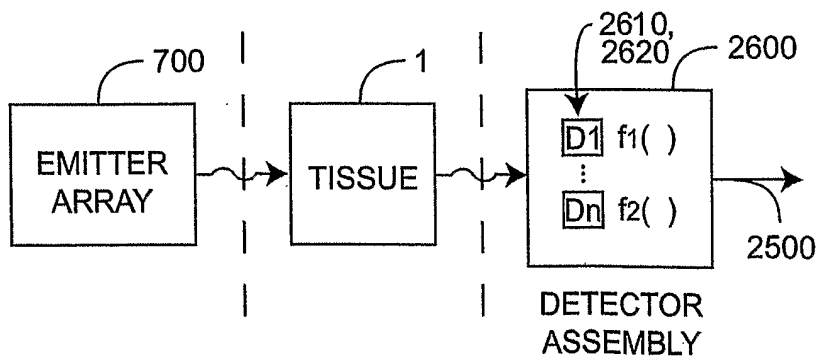 700
1
2610,
2620
2600
EMITTER
ARRAY
TISSUE
D1 f1( )
⋮
Dn f2( )
2500
DETECTOR
ASSEMBLY